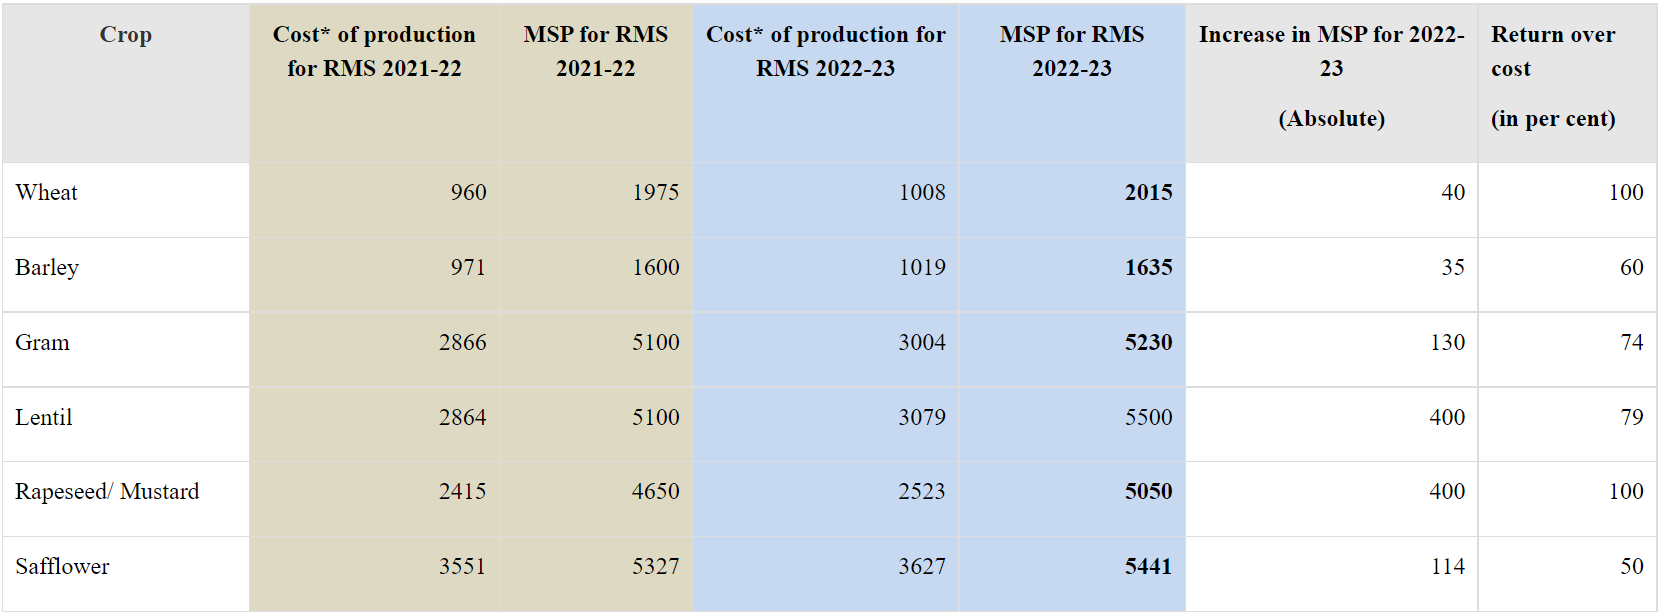 Crop
Cost* of production
for RMS 2021-22
MSP for RMS
2021-22
Cost* of production for
RMS 2022-23
MSP for RMS
2022-23
Increase in MSP for 2022-
23
(Absolute)
Return over
cost
(in per cent)
Wheat 960 1975 1008 2015 40 100
Barley 971 1600 1019 1635 35 60
Gram 2866 5100 3004 5230 130 74
Lentil 2864 5100 3079 5500 400 79
Rapeseed/ Mustard 2415 4650 2523 5050 400 100
Safflower 3551 5327 3627 5441 114 50